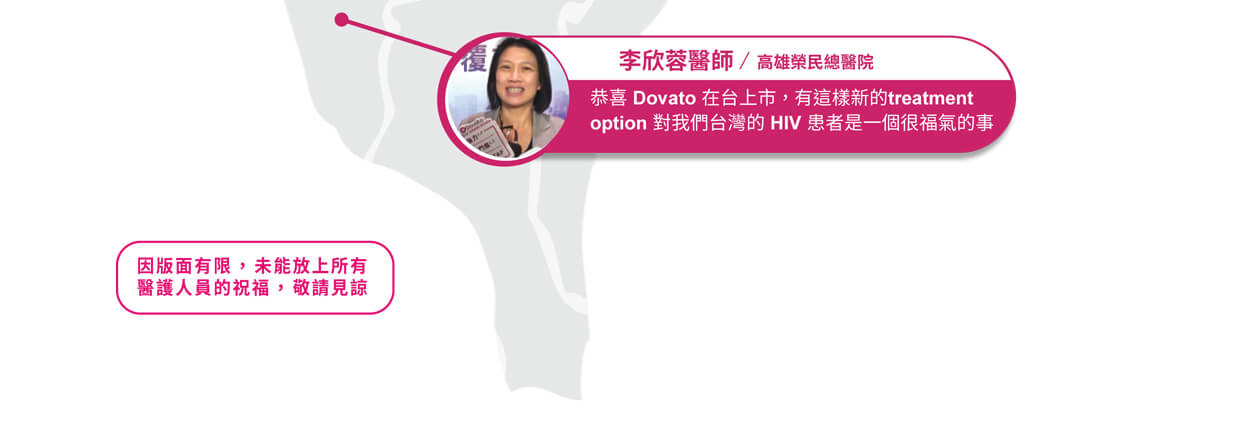 李欣蓉醫師 / 高雄榮民總醫院
恭喜 Dovato 在台上市，有這樣新的treatment
option 對我們台灣的 HIV 患者是一個很福氣的事
因版面有限，未能放上所有
醫護人員的祝福，敬請見諒